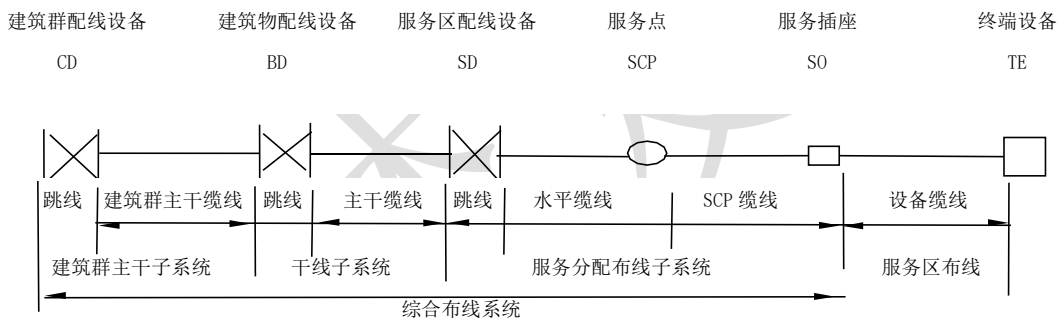 建筑群配线设备 建筑物配线设备 服务区配线设备 服务点 服务插座 终端设备
CD BD SD SCP SO TE
跳线 建筑群主干缆线 跳线 主干缆线 跳线 水平缆线 SCP 缆线 设备缆线
建筑群主干子系统 干线子系统 服务分配布线子系统 服务区布线
综合布线系统